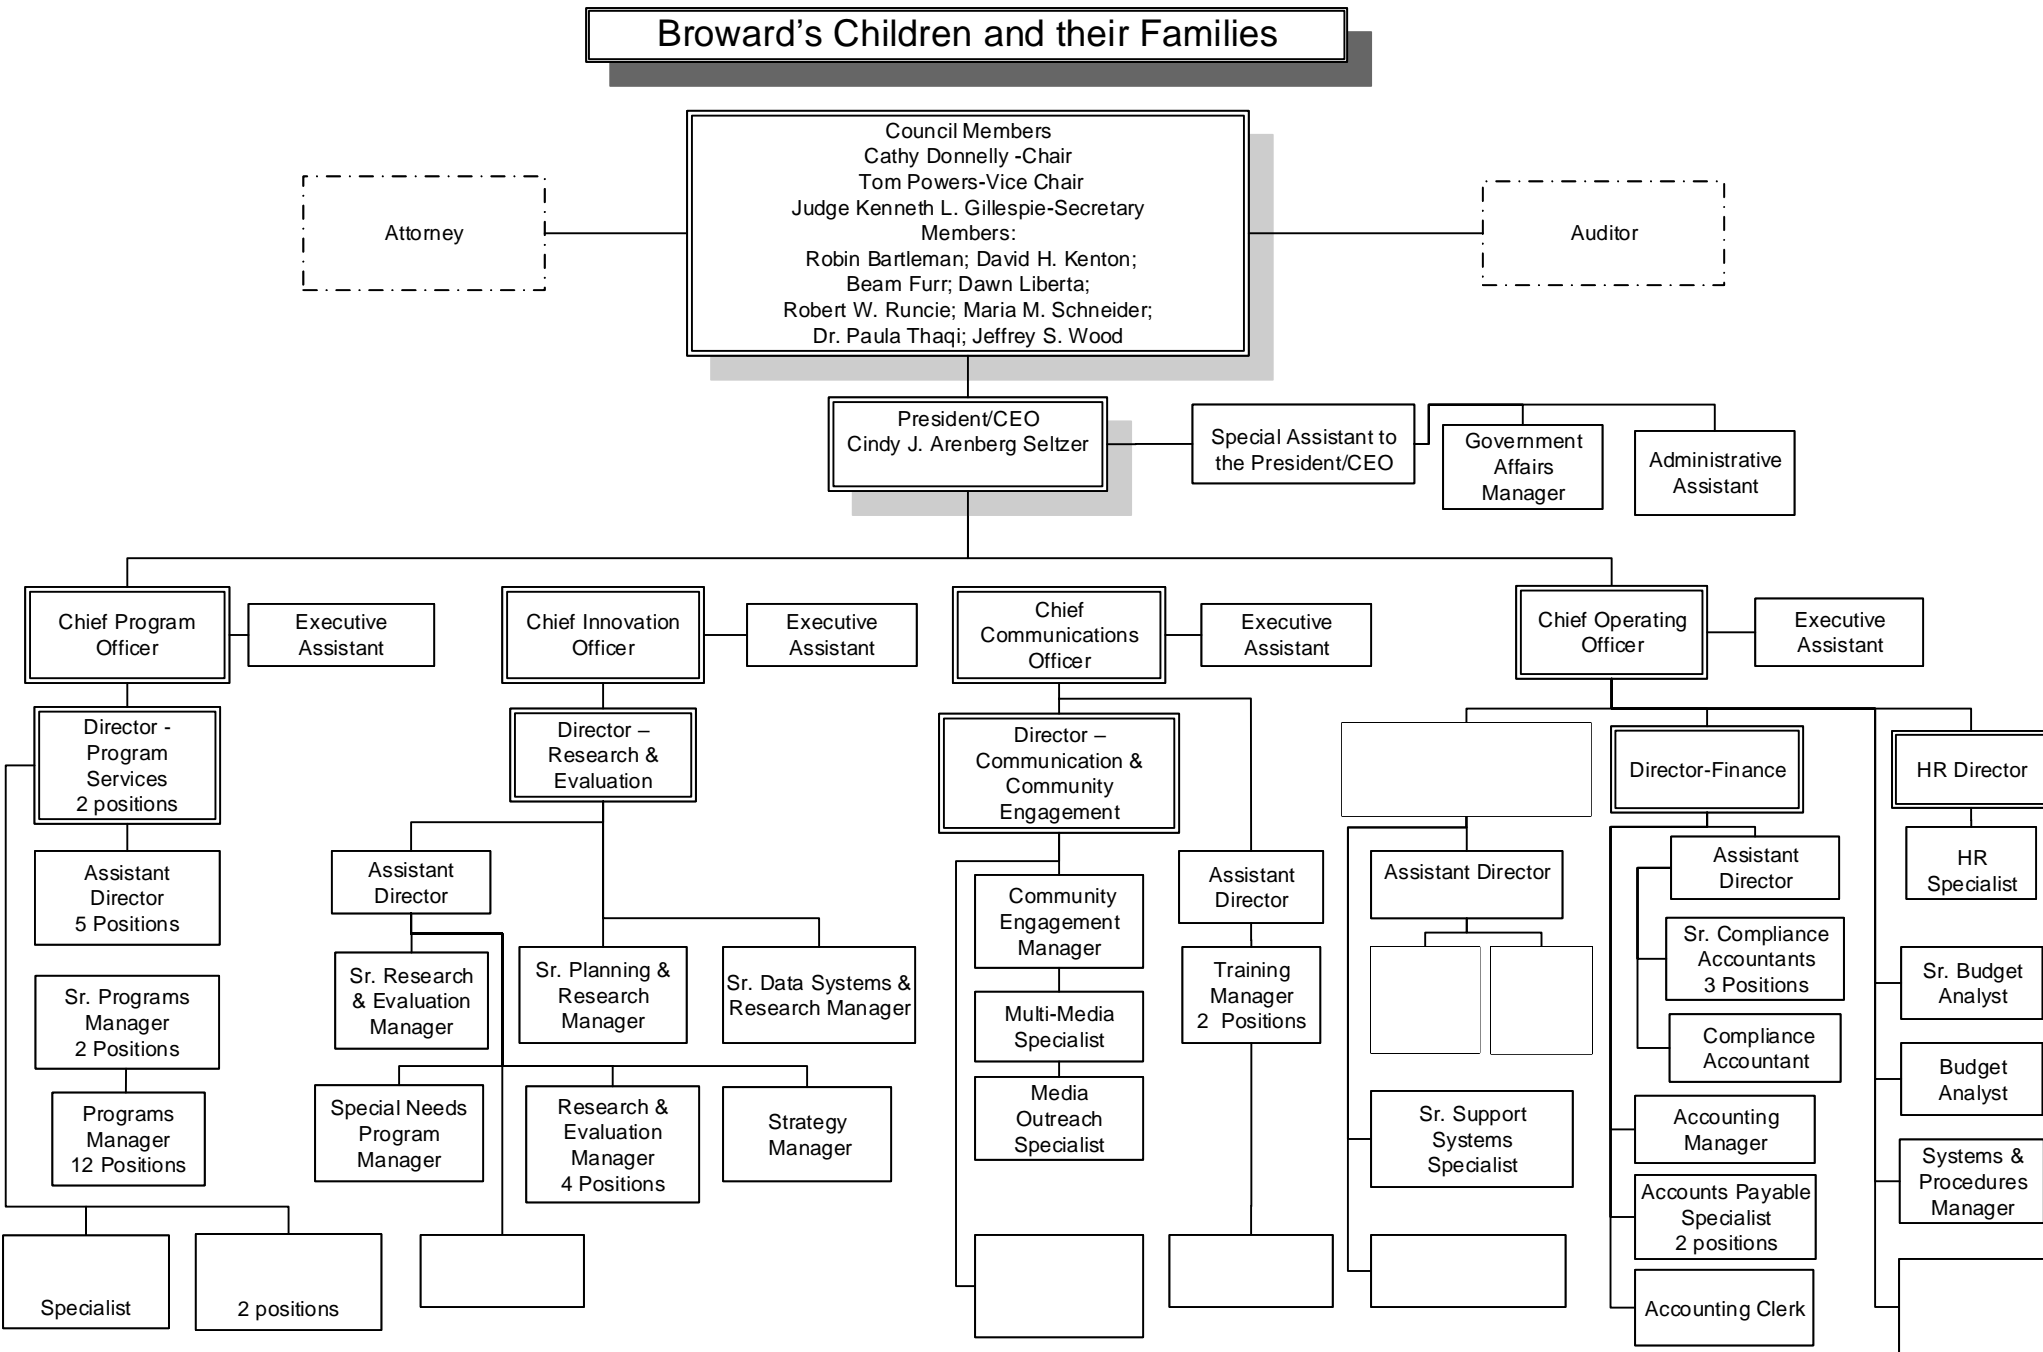 Broward's Children and their Families
Council Members
Cathy Donnelly -Chair
Tom Powers-Vice Chair
Judge Kenneth L. Gillespie-Secretary
Members:
Robin Bartleman; David H. Kenton;
Beam Furr; Dawn Liberta;
Robert W. Runcie; Maria M. Schneider;
Dr. Paula Thaqi; Jeffrey S. Wood
Attorney
Auditor
President/CEO
Cindy J. Arenberg Seltzer
Special Assistant to
the President/CEO
Government
Affairs
Manager
Administrative
Assistant
Chief Program
Officer
Executive
Assistant
Chief Innovation
Officer
Executive
Assistant
Chief
Communications
Officer
Executive
Assistant
Chief Operating
Officer
Executive
Assistant
Director -
Program
Services
2 positions
Assistant
Director
5 Positions
Sr. Programs
Manager
2 Positions
Programs
Manager
12 Positions
Specialist
2 positions
Director –
Research &
Evaluation
Assistant
Director
Sr. Research
& Evaluation
Manager
Sr. Planning &
Research
Manager
Sr. Data Systems &
Research Manager
Special Needs
Program
Manager
Research &
Evaluation
Manager
4 Positions
Strategy
Manager
Director –
Communication &
Community
Engagement
Community
Engagement
Manager
Multi-Media
Specialist
Media
Outreach
Specialist
Assistant
Director
Training
Manager
2 Positions
Assistant Director
Sr. Support
Systems
Specialist
Director-Finance
Assistant
Director
Sr. Compliance
Accountants
3 Positions
Compliance
Accountant
Accounting
Manager
Accounts Payable
Specialist
2 positions
Accounting Clerk
HR Director
HR
Specialist
Sr. Budget
Analyst
Budget
Analyst
Systems &
Procedures
Manager